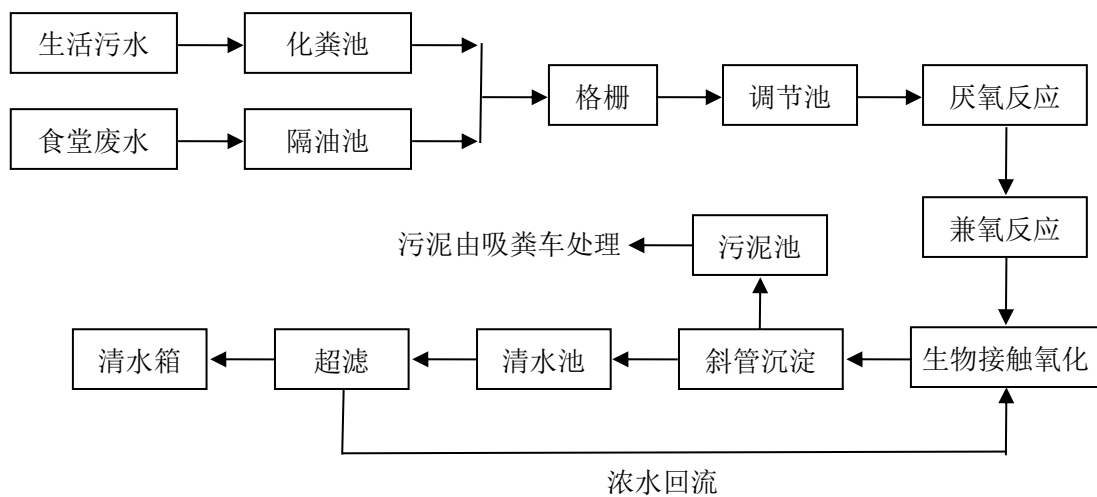 生活污水
化粪池
食堂废水
隔油池
格栅
调节池
厌氧反应
兼氧反应
污泥由吸粪车处理
污泥池
清水箱
超滤
清水池
斜管沉淀
生物接触氧化
浓水回流